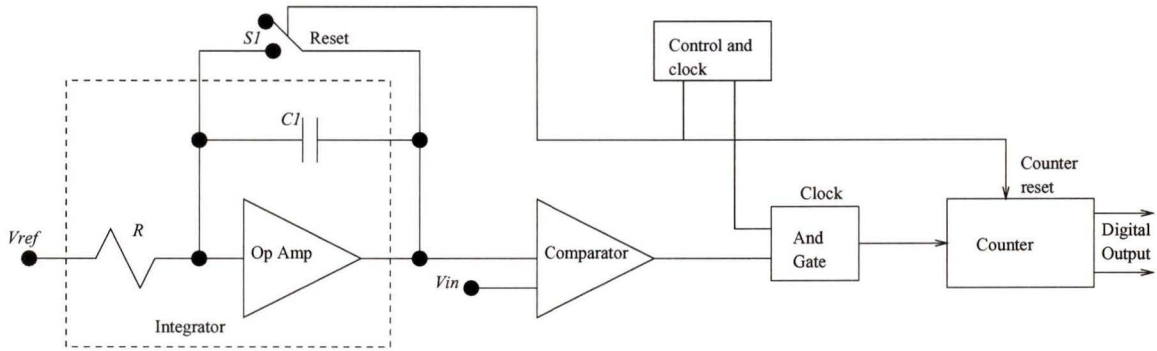 S1
Reset
Control and
clock
C1
Counter
reset
Clock
Vref
R
Op Amp
Comparator
And
Gate
Counter
Digital
Output
Vin
Integrator